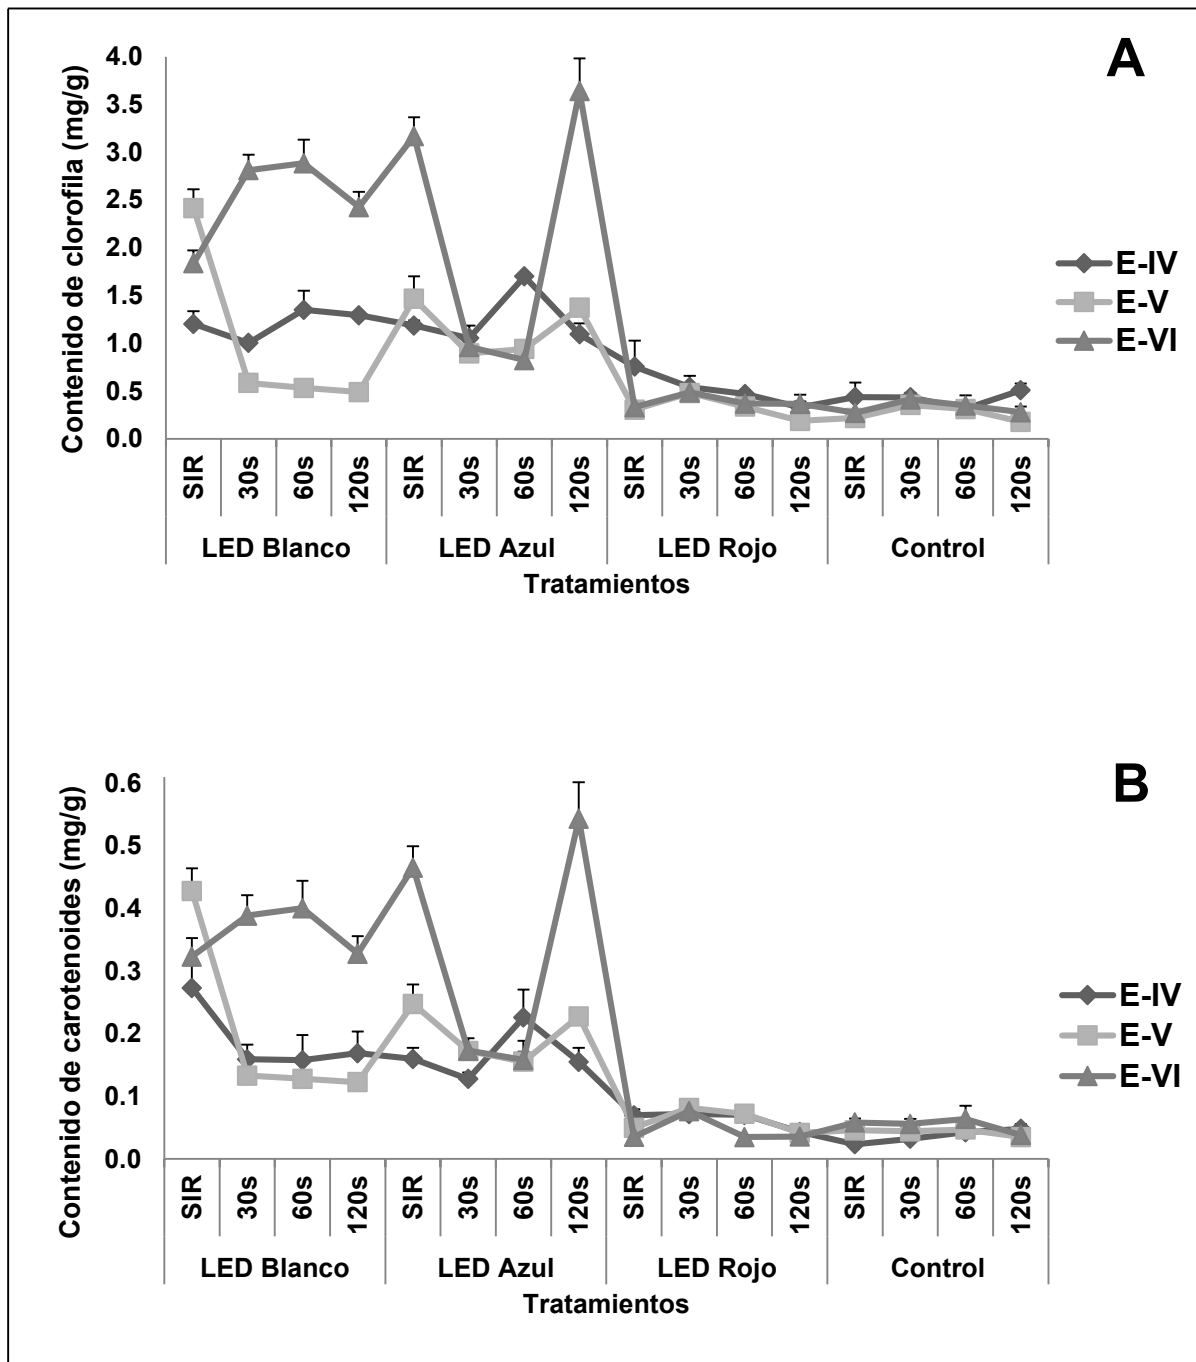 A
Contenido de clorofila (mg/g)
4.0
3.5
3.0
2.5
2.0
1.5
1.0
0.5
0.0
E-IV
E-V
E-VI
SIR 30s 60s 120s SIR 30s 60s 120s SIR 30s 60s 120s SIR 30s 60s 120s
LED Blanco LED Azul LED Rojo Control
Tratamientos
B
Contenido de carotenoides (mg/g)
0.6
0.5
0.4
0.3
0.2
0.1
0.0
E-IV
E-V
E-VI
SIR 30s 60s 120s SIR 30s 60s 120s SIR 30s 60s 120s SIR 30s 60s 120s
LED Blanco LED Azul LED Rojo Control
Tratamientos